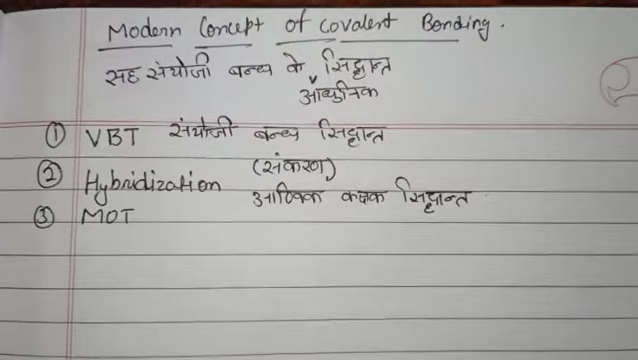 Modern Concept of Covalent Bonding.
सह संयोजी बन्ध के सिद्धान्त
आधुनिक
① VBT संयोजी बन्ध सिद्धान्त
② Hybridization (संकरण)
③ MOT आण्विक कक्षक सिद्धान्त